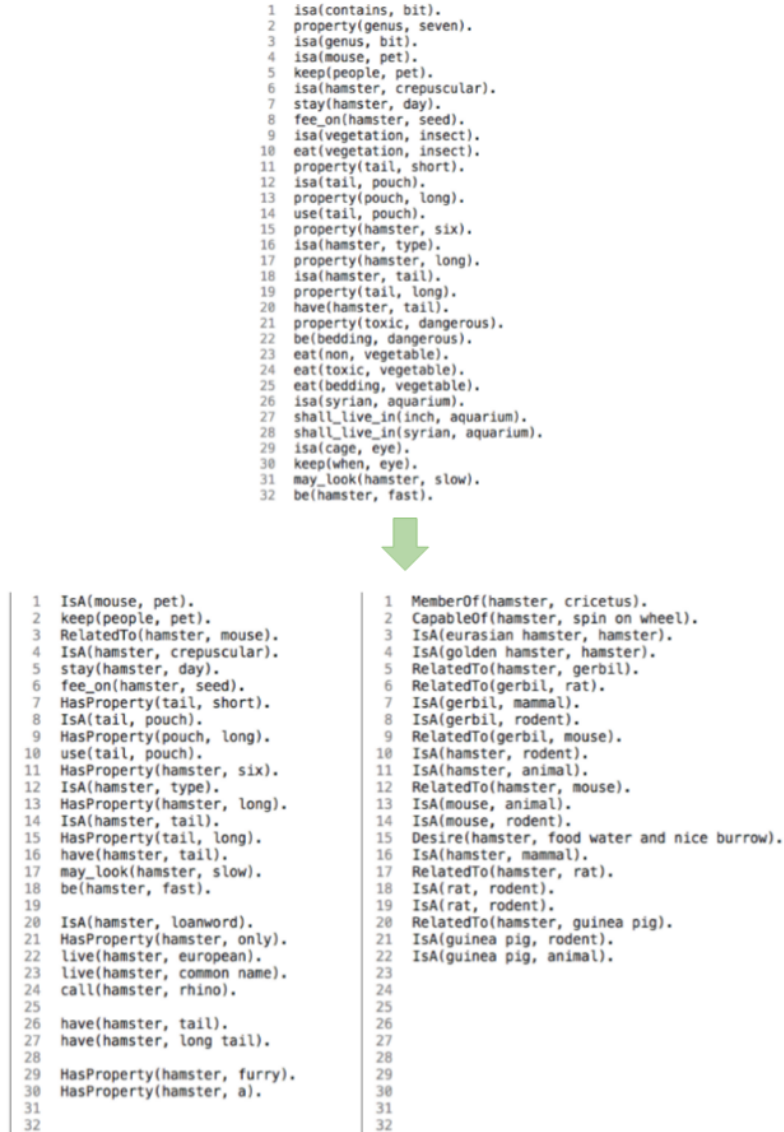 1 isa(contains, bit).
2 property(genus, seven).
3 isa(genus, bit).
4 isa(mouse, pet).
5 keep(people, pet).
6 isa(hamster, crepuscular).
7 stay(hamster, day).
8 fee_on(hamster, seed).
9 isa(vegetation, insect).
10 eat(vegetation, insect).
11 property(tail, short).
12 isa(tail, pouch).
13 property(pouch, long).
14 use(tail, pouch).
15 property(hamster, six).
16 isa(hamster, type).
17 property(hamster, long).
18 isa(hamster, tail).
19 property(tail, long).
20 have(hamster, tail).
21 property(toxic, dangerous).
22 be(bedding, dangerous).
23 eat(non, vegetable).
24 eat(toxic, vegetable).
25 eat(bedding, vegetable).
26 isa(syrian, aquarium).
27 shall_live_in(inch, aquarium).
28 shall_live_in(syrian, aquarium).
29 isa(cage, eye).
30 keep(when, eye).
31 may_look(hamster, slow).
32 be(hamster, fast).
1 IsA(mouse, pet).
2 keep(people, pet).
3 RelatedTo(hamster, mouse).
4 IsA(hamster, crepuscular).
5 stay(hamster, day).
6 fee_on(hamster, seed).
7 HasProperty(tail, short).
8 IsA(tail, pouch).
9 HasProperty(pouch, long).
10 use(tail, pouch).
11 HasProperty(hamster, six).
12 IsA(hamster, type).
13 HasProperty(hamster, long).
14 IsA(hamster, tail).
15 HasProperty(tail, long).
16 have(hamster, tail).
17 may_look(hamster, slow).
18 be(hamster, fast).
19
20 IsA(hamster, loanword).
21 HasProperty(hamster, only).
22 live(hamster, european).
23 live(hamster, common name).
24 call(hamster, rhino).
25
26 have(hamster, tail).
27 have(hamster, long tail).
28
29 HasProperty(hamster, furry).
30 HasProperty(hamster, a).
31
32
1 MemberOf(hamster, cricetus).
2 CapableOf(hamster, spin on wheel).
3 IsA(eurasian hamster, hamster).
4 IsA(golden hamster, hamster).
5 RelatedTo(hamster, gerbil).
6 RelatedTo(gerbil, rat).
7 IsA(gerbil, mammal).
8 IsA(gerbil, rodent).
9 RelatedTo(gerbil, mouse).
10 IsA(hamster, rodent).
11 IsA(hamster, animal).
12 RelatedTo(hamster, mouse).
13 IsA(mouse, animal).
14 IsA(mouse, rodent).
15 Desire(hamster, food water and nice burrow).
16 IsA(hamster, mammal).
17 RelatedTo(hamster, rat).
18 IsA(rat, rodent).
19 IsA(rat, rodent).
20 RelatedTo(hamster, guinea pig).
21 IsA(guinea pig, rodent).
22 IsA(guinea pig, animal).
23
24
25
26
27
28
29
30
31
32